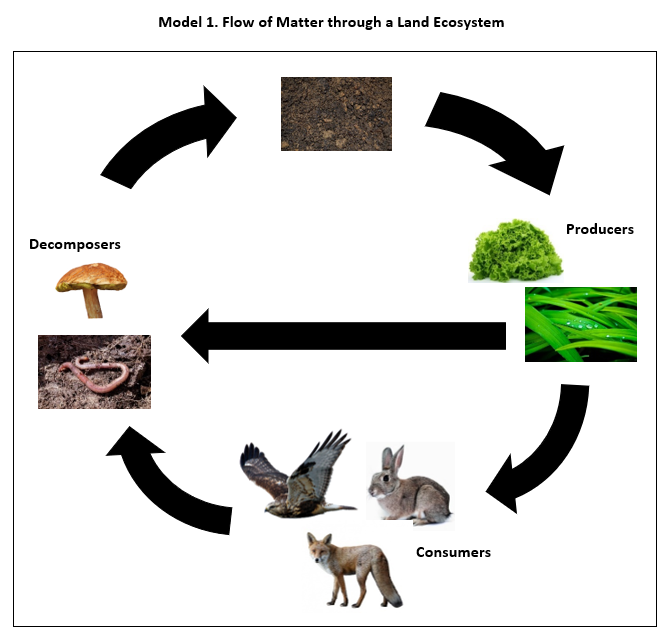 Model 1. Flow of Matter through a Land Ecosystem
Producers
Decomposers
Consumers